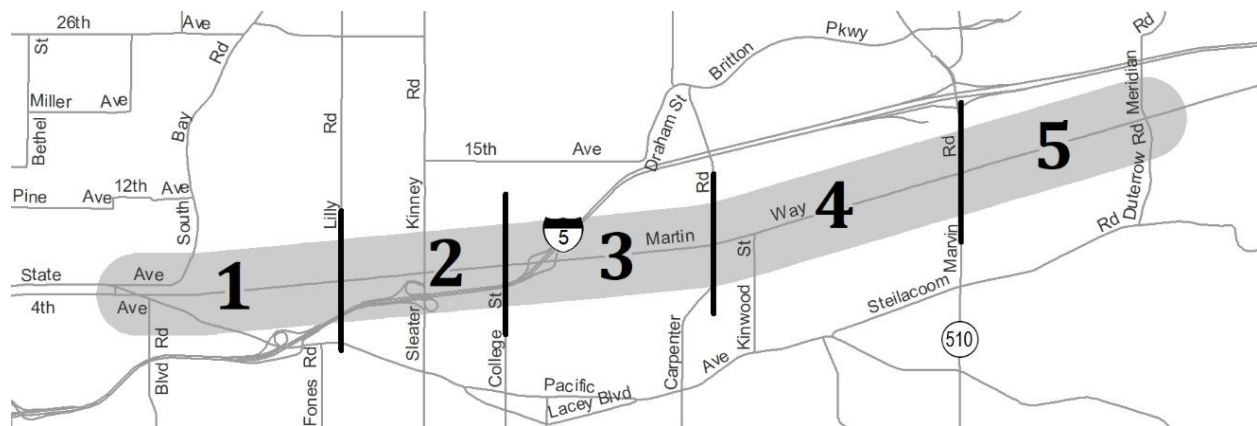 26th Ave
St
Bethel
Miller Ave
Pine Ave
12th Ave
South Bay Rd
State Ave
4th Ave
Blvd Rd
Fones Rd
Lilly Rd
Sleater Kinney Rd
College St
15th Ave
Draham St
Britton Pkwy
Martin Way
5
Pacific Ave
Lacey Blvd
Carpenter Rd
Kinwood St
Marvin Rd
510
Steilacoom Rd
Duterrow Rd
Meridian Rd
1
2
3
4
5